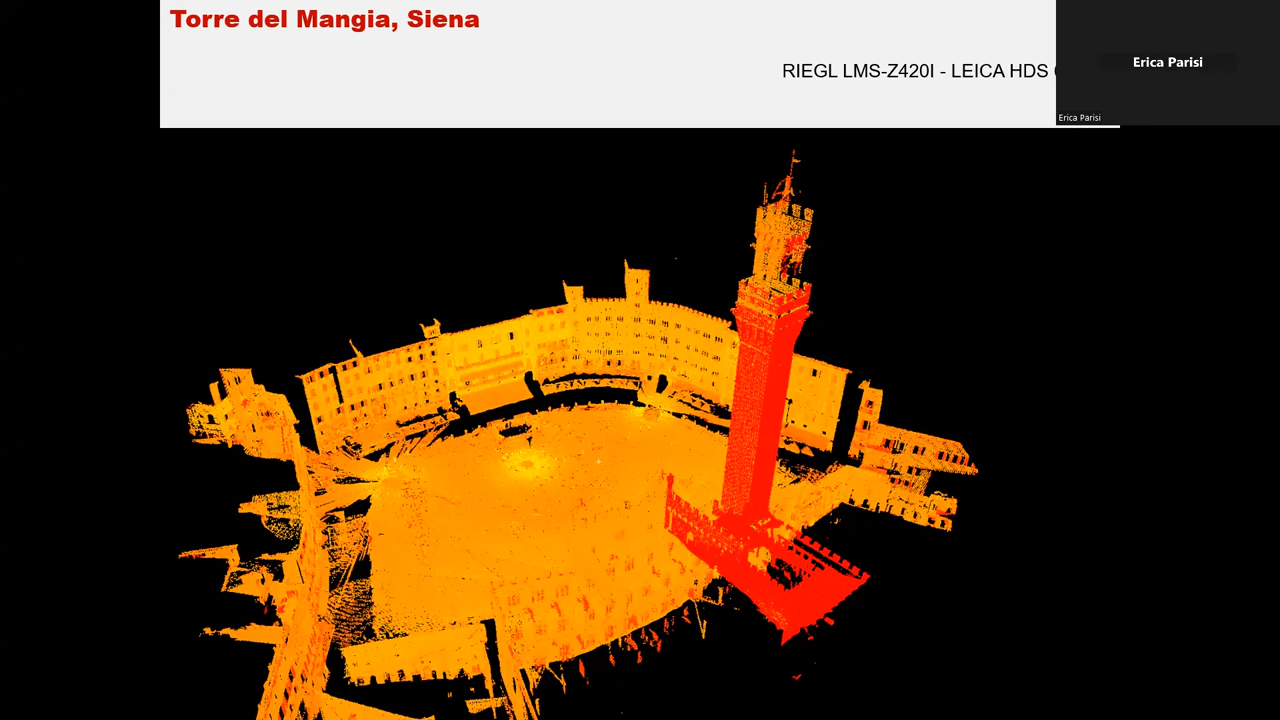 Torre del Mangia, Siena
RIEGL LMS-Z420I - LEICA HDS
Erica Parisi
Erica Parisi